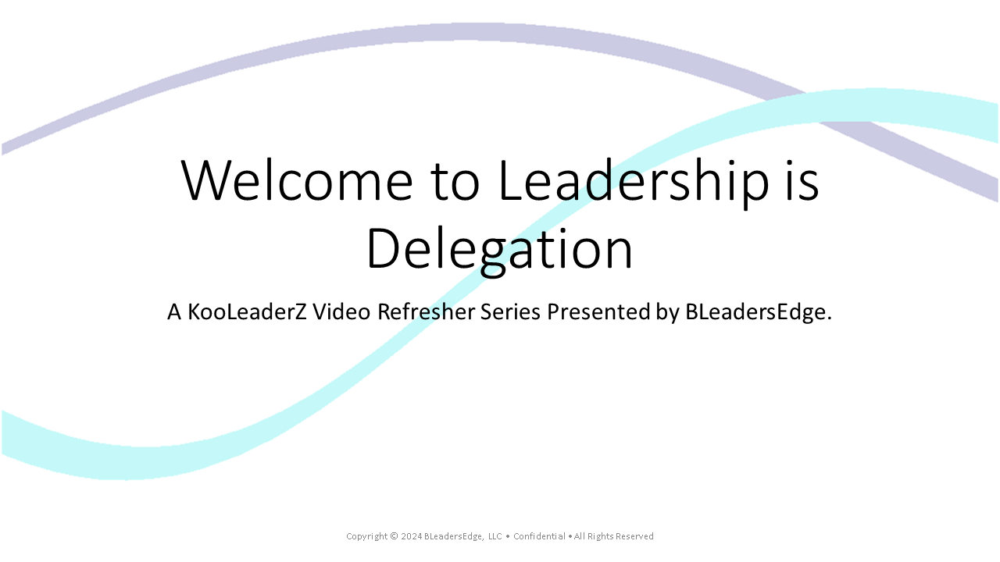 Welcome to Leadership is
Delegation
A KooLeaderZ Video Refresher Series Presented by BLeadersEdge.
Copyright © 2024 BLeadersEdge, LLC • Confidential • All Rights Reserved